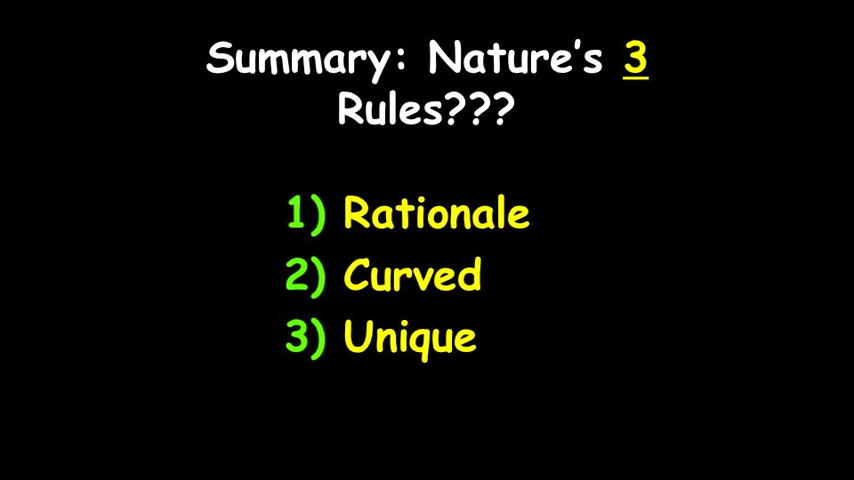 Summary: Nature's 3
Rules???
1) Rationale
2) Curved
3) Unique